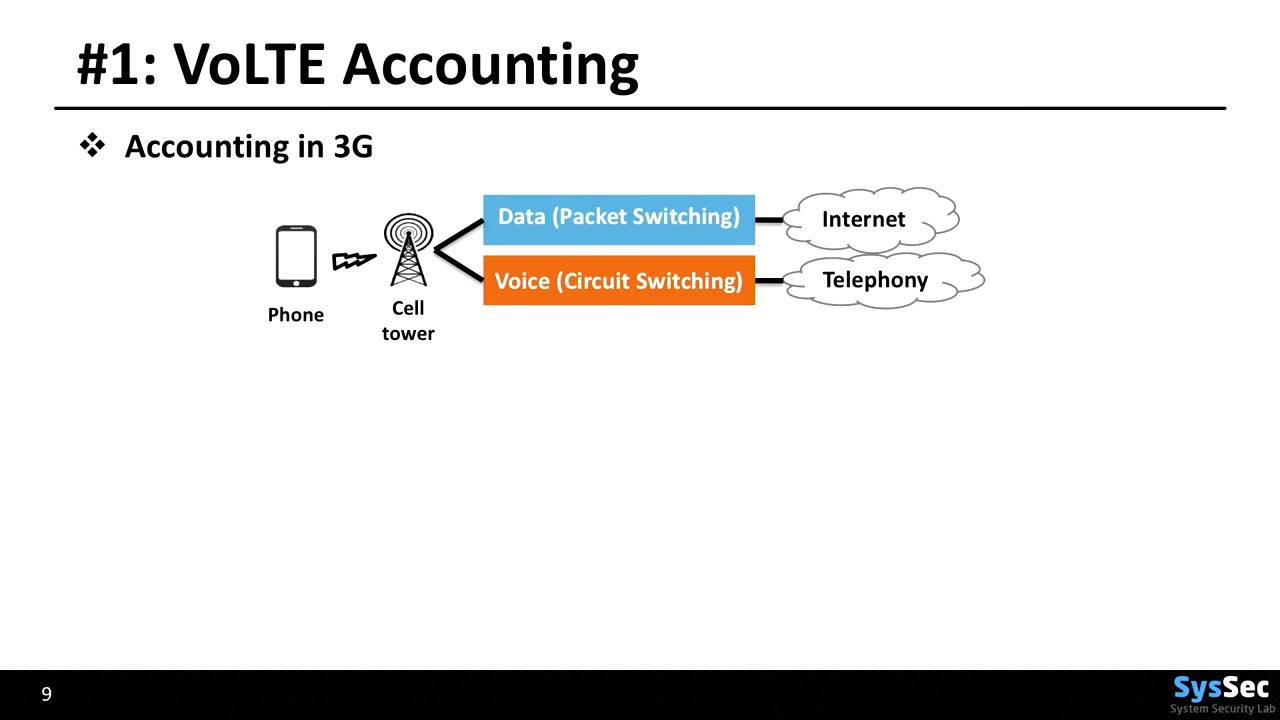 #1: VoLTE Accounting
❖ Accounting in 3G
Data (Packet Switching)
Internet
Voice (Circuit Switching)
Telephony
Phone
Cell
tower
9
SysSec
System Security Lab